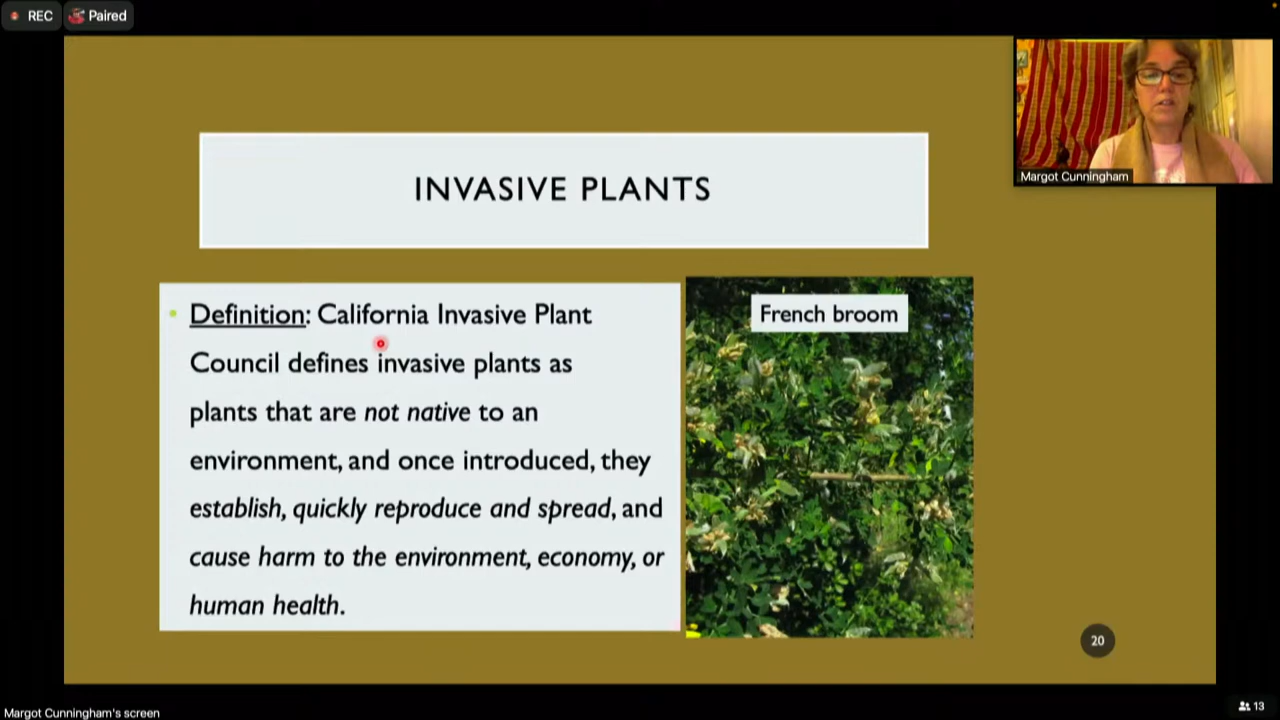 REC
Paired
Margot Cunningham
INVASIVE PLANTS
Definition: California Invasive Plant
Council defines invasive plants as
plants that are not native to an
environment, and once introduced, they
establish, quickly reproduce and spread, and
cause harm to the environment, economy, or
human health.
French broom
20
Margot Cunningham's screen
13